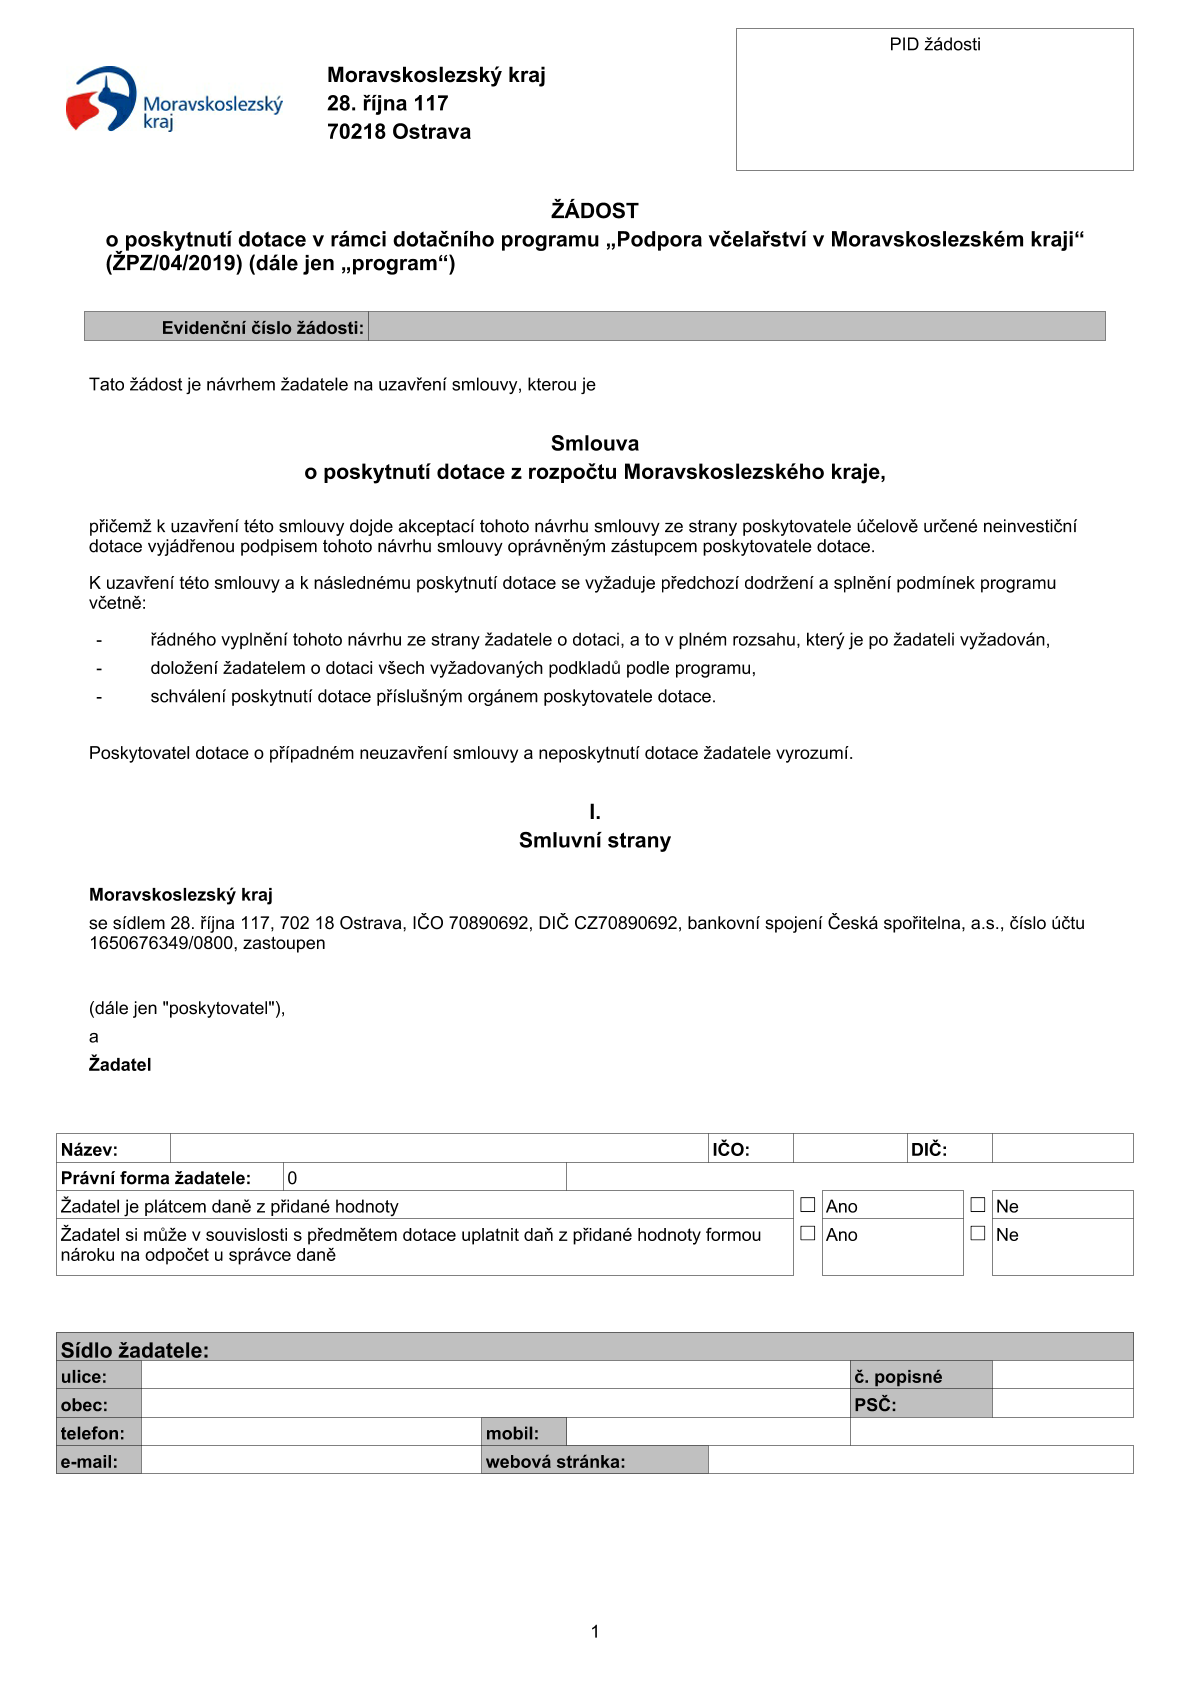 PID žádosti
Moravskoslezský
kraj
Moravskoslezský kraj
28. října 117
70218 Ostrava
ŽÁDOST
o poskytnutí dotace v rámci dotačního programu „Podpora včelařství v Moravskoslezském kraji“
(ŽPZ/04/2019) (dále jen „program“)
Evidenční číslo žádosti:
Tato žádost je návrhem žadatele na uzavření smlouvy, kterou je
Smlouva
o poskytnutí dotace z rozpočtu Moravskoslezského kraje,
přičemž k uzavření této smlouvy dojde akceptací tohoto návrhu smlouvy ze strany poskytovatele účelově určené neinvestiční
dotace vyjádřenou podpisem tohoto návrhu smlouvy oprávněným zástupcem poskytovatele dotace.
K uzavření této smlouvy a k následnému poskytnutí dotace se vyžaduje předchozí dodržení a splnění podmínek programu
včetně:
- řádného vyplnění tohoto návrhu ze strany žadatele o dotaci, a to v plném rozsahu, který je po žadateli vyžadován,
- doložení žadatelem o dotaci všech vyžadovaných podkladů podle programu,
- schválení poskytnutí dotace příslušným orgánem poskytovatele dotace.
Poskytovatel dotace o případném neuzavření smlouvy a neposkytnutí dotace žadatele vyrozumí.
I.
Smluvní strany
Moravskoslezský kraj
se sídlem 28. října 117, 702 18 Ostrava, IČO 70890692, DIČ CZ70890692, bankovní spojení Česká spořitelna, a.s., číslo účtu
1650676349/0800, zastoupen
(dále jen "poskytovatel"),
a
Žadatel
Název: IČO: DIČ:
Právní forma žadatele: 0
Žadatel je plátcem daně z přidané hodnoty ☐ Ano ☐ Ne
Žadatel si může v souvislosti s předmětem dotace uplatnit daň z přidané hodnoty formou ☐ Ano ☐ Ne
nároku na odpočet u správce daně
Sídlo žadatele:
ulice: č. popisné
obec: PSČ:
telefon: mobil:
e-mail: webová stránka:
1